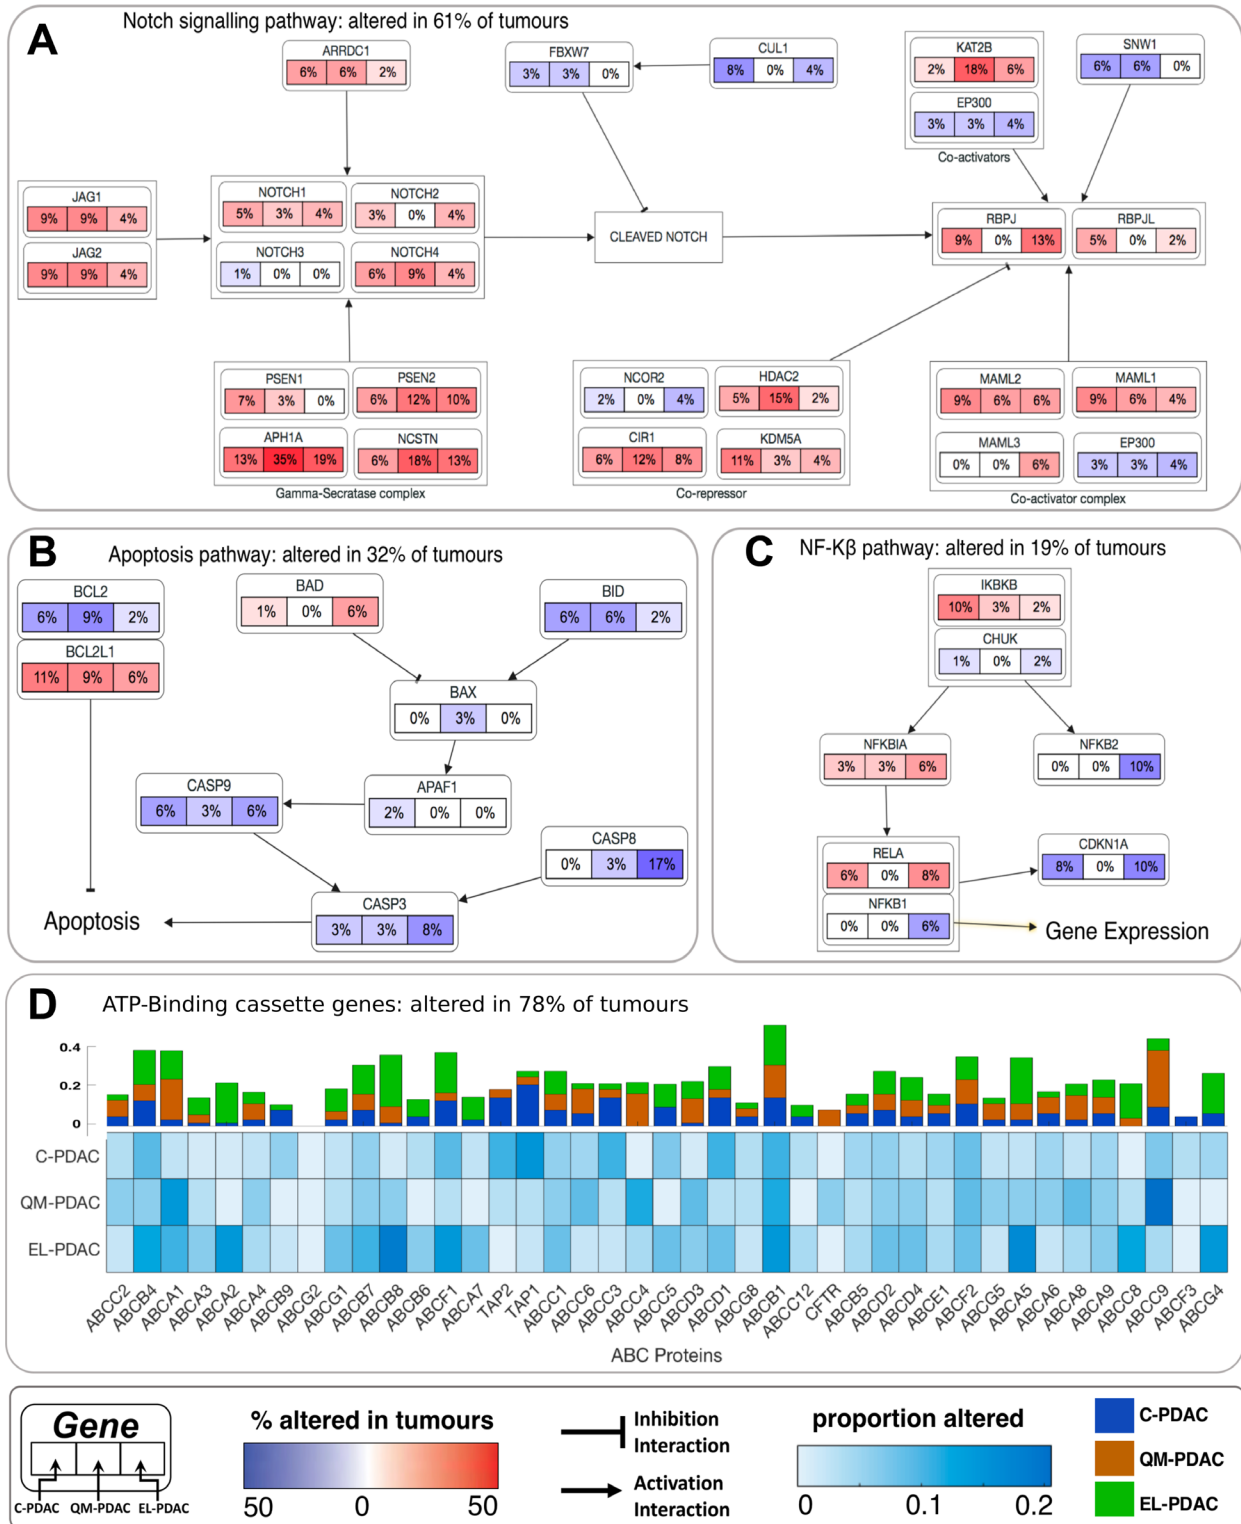 A
Notch signalling pathway: altered in 61% of tumours
ARRDC1
6% 6% 2%
FBXW7
3% 3% 0%
CUL1
8% 0% 4%
KAT2B
2% 18% 6%
EP300
3% 3% 4%
Co-activators
SNW1
6% 6% 0%
JAG1
9% 9% 4%
JAG2
9% 9% 4%
NOTCH1
5% 3% 4%
NOTCH2
3% 0% 4%
NOTCH3
1% 0% 0%
NOTCH4
6% 9% 4%
CLEAVED NOTCH
RBPJ
9% 0% 13%
RBPJL
5% 0% 2%
PSEN1
7% 3% 0%
PSEN2
6% 12% 10%
APH1A
13% 35% 19%
NCSTN
6% 18% 13%
Gamma-Secratase complex
NCOR2
2% 0% 4%
HDAC2
5% 15% 2%
CIR1
6% 12% 8%
KDM5A
11% 3% 4%
Co-repressor
MAML2
9% 6% 6%
MAML1
9% 6% 4%
MAML3
0% 0% 6%
EP300
3% 3% 4%
Co-activator complex
B
Apoptosis pathway: altered in 32% of tumours
BCL2
6% 9% 2%
BCL2L1
11% 9% 6%
BAD
1% 0% 6%
BID
6% 6% 2%
BAX
0% 3% 0%
CASP9
6% 3% 6%
APAF1
2% 0% 0%
CASP8
0% 3% 17%
CASP3
3% 3% 8%
Apoptosis
C
NF-Kβ pathway: altered in 19% of tumours
IKBKB
10% 3% 2%
CHUK
1% 0% 2%
NFKBIA
3% 3% 6%
NFKB2
0% 0% 10%
RELA
6% 0% 8%
NFKB1
0% 0% 6%
CDKN1A
8% 0% 10%
Gene Expression
D
ATP-Binding cassette genes: altered in 78% of tumours
0.4
0.2
0
C-PDAC
QM-PDAC
EL-PDAC
ABCC2
ABCB4
ABCA1
ABCA3
ABCA2
ABCA4
ABCB9
ABCG2
ABCG1
ABCB7
ABCB8
ABCB6
ABCF1
ABCA7
TAP2
TAP1
ABCC1
ABCC6
ABCC3
ABCC4
ABCC5
ABCD3
ABCD1
ABCG8
ABCB1
ABCC12
CFTR
ABCB5
ABCD2
ABCD4
ABCE1
ABCF2
ABCG5
ABCA5
ABCA6
ABCA8
ABCA9
ABCC8
ABCC9
ABCF3
ABCG4
ABC Proteins
Gene
C-PDAC QM-PDAC EL-PDAC
% altered in tumours
50 0 50
Inhibition
Interaction
Activation
Interaction
proportion altered
0 0.1 0.2
C-PDAC
QM-PDAC
EL-PDAC